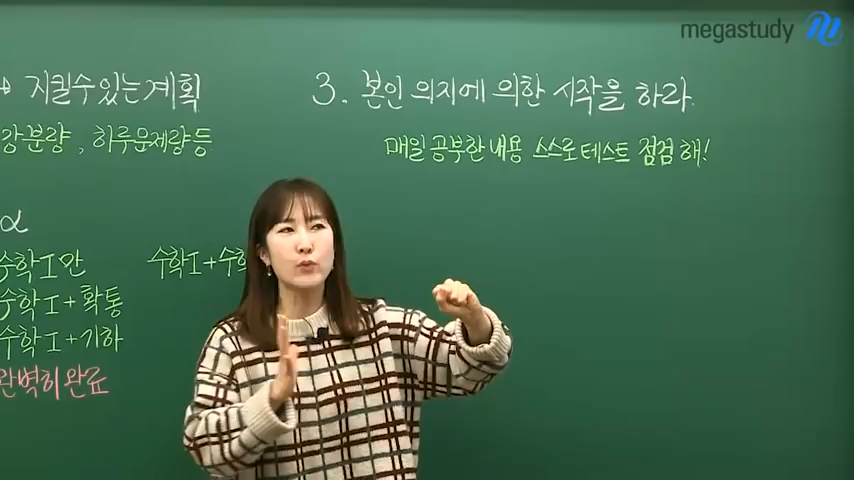 megastudy
→ 지킬수있는계획
강분량, 하루문제량등
α
수학Ⅰ만
수학Ⅰ+확통
수학Ⅰ+기하
완벽히완료
수학Ⅰ+수학
3. 본인 의지에 의한 시작을 하라.
매일 공부한 내용 스스로 테스트 점검 해!